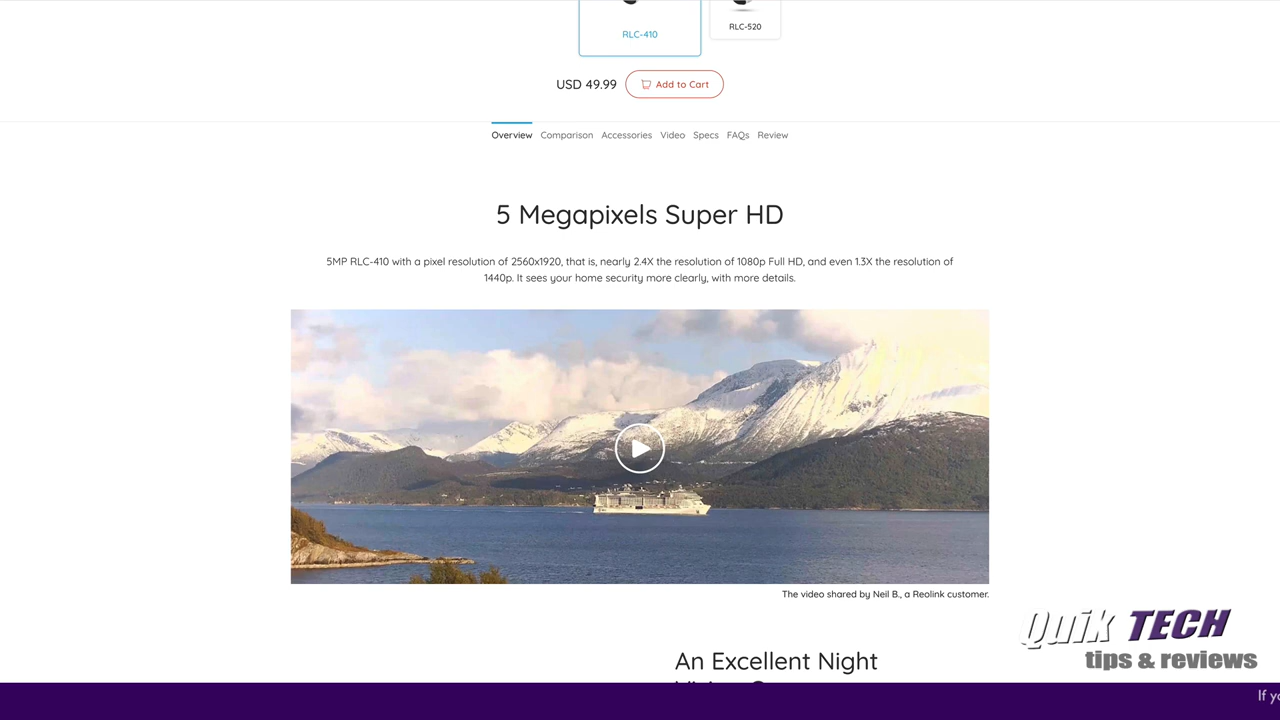 RLC-410
RLC-520
USD 49.99
Add to Cart
Overview Comparison Accessories Video Specs FAQs Review
5 Megapixels Super HD
5MP RLC-410 with a pixel resolution of 2560x1920, that is, nearly 2.4X the resolution of 1080p Full HD, and even 1.3X the resolution of
1440p. It sees your home security more clearly, with more details.
The video shared by Neil B., a Reolink customer.
Quik TECH
tips & reviews
An Excellent Night
If